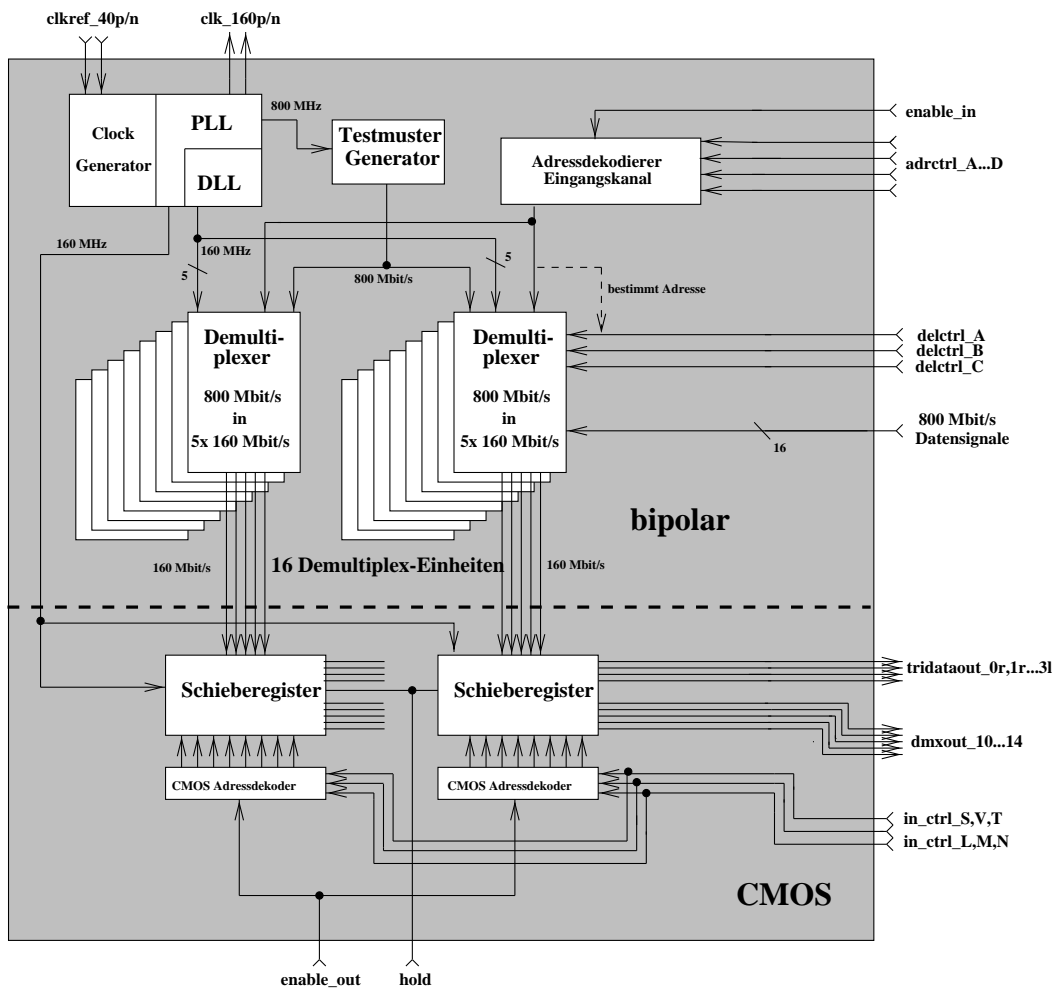 clkref_40p/n
clk_160p/n
Clock
Generator
PLL
DLL
800 MHz
Testmuster
Generator
Adressdekodierer
Eingangskanal
enable_in
adrctrl_A...D
160 MHz
160 MHz
5
5
800 Mbit/s
bestimmt Adresse
Demulti-
plexer
800 Mbit/s
in
5x 160 Mbit/s
Demulti-
plexer
800 Mbit/s
in
5x 160 Mbit/s
delctrl_A
delctrl_B
delctrl_C
800 Mbit/s
Datensignale
16
bipolar
16 Demultiplex-Einheiten
160 Mbit/s
160 Mbit/s
Schieberegister
Schieberegister
tridataout_0r,1r...3l
dmxout_10...14
CMOS Adressdekoder
CMOS Adressdekoder
in_ctrl_S,V,T
in_ctrl_L,M,N
CMOS
enable_out
hold